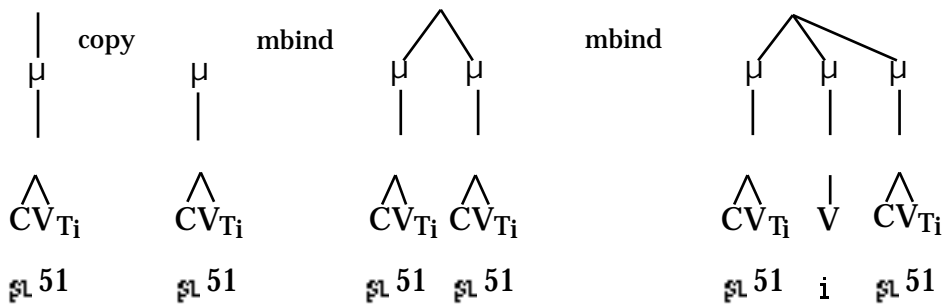 copy mbind mbind
μ μ μ μ μ μ μ
CVTi CVTi CVTi CVTi CVTi V CVTi
51 51 51 51 51 i 51